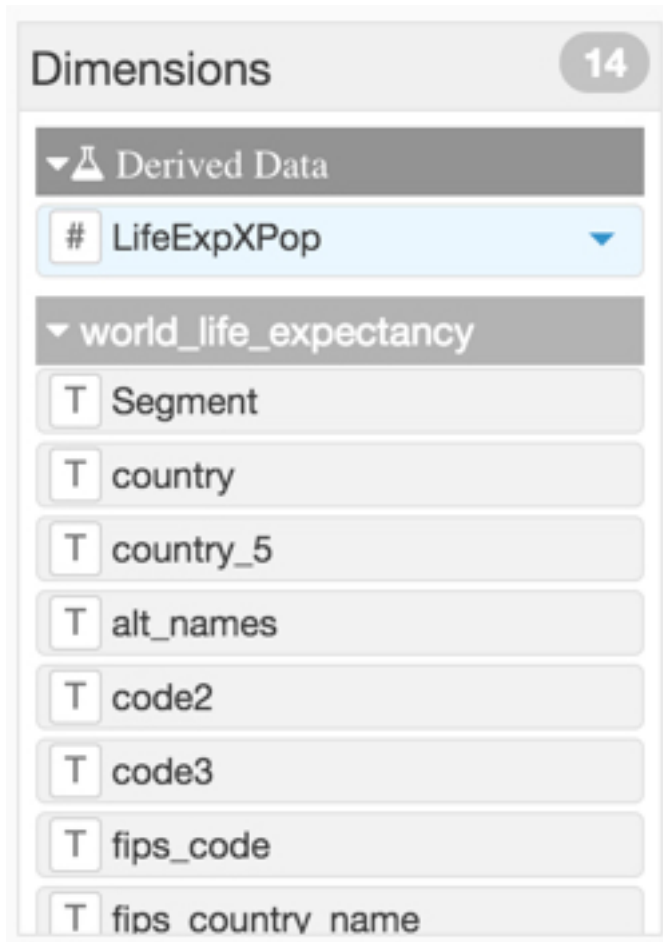 Dimensions 14
Derived Data
# LifeExpXPop
world_life_expectancy
T Segment
T country
T country_5
T alt_names
T code2
T code3
T fips_code
T fips_country_name